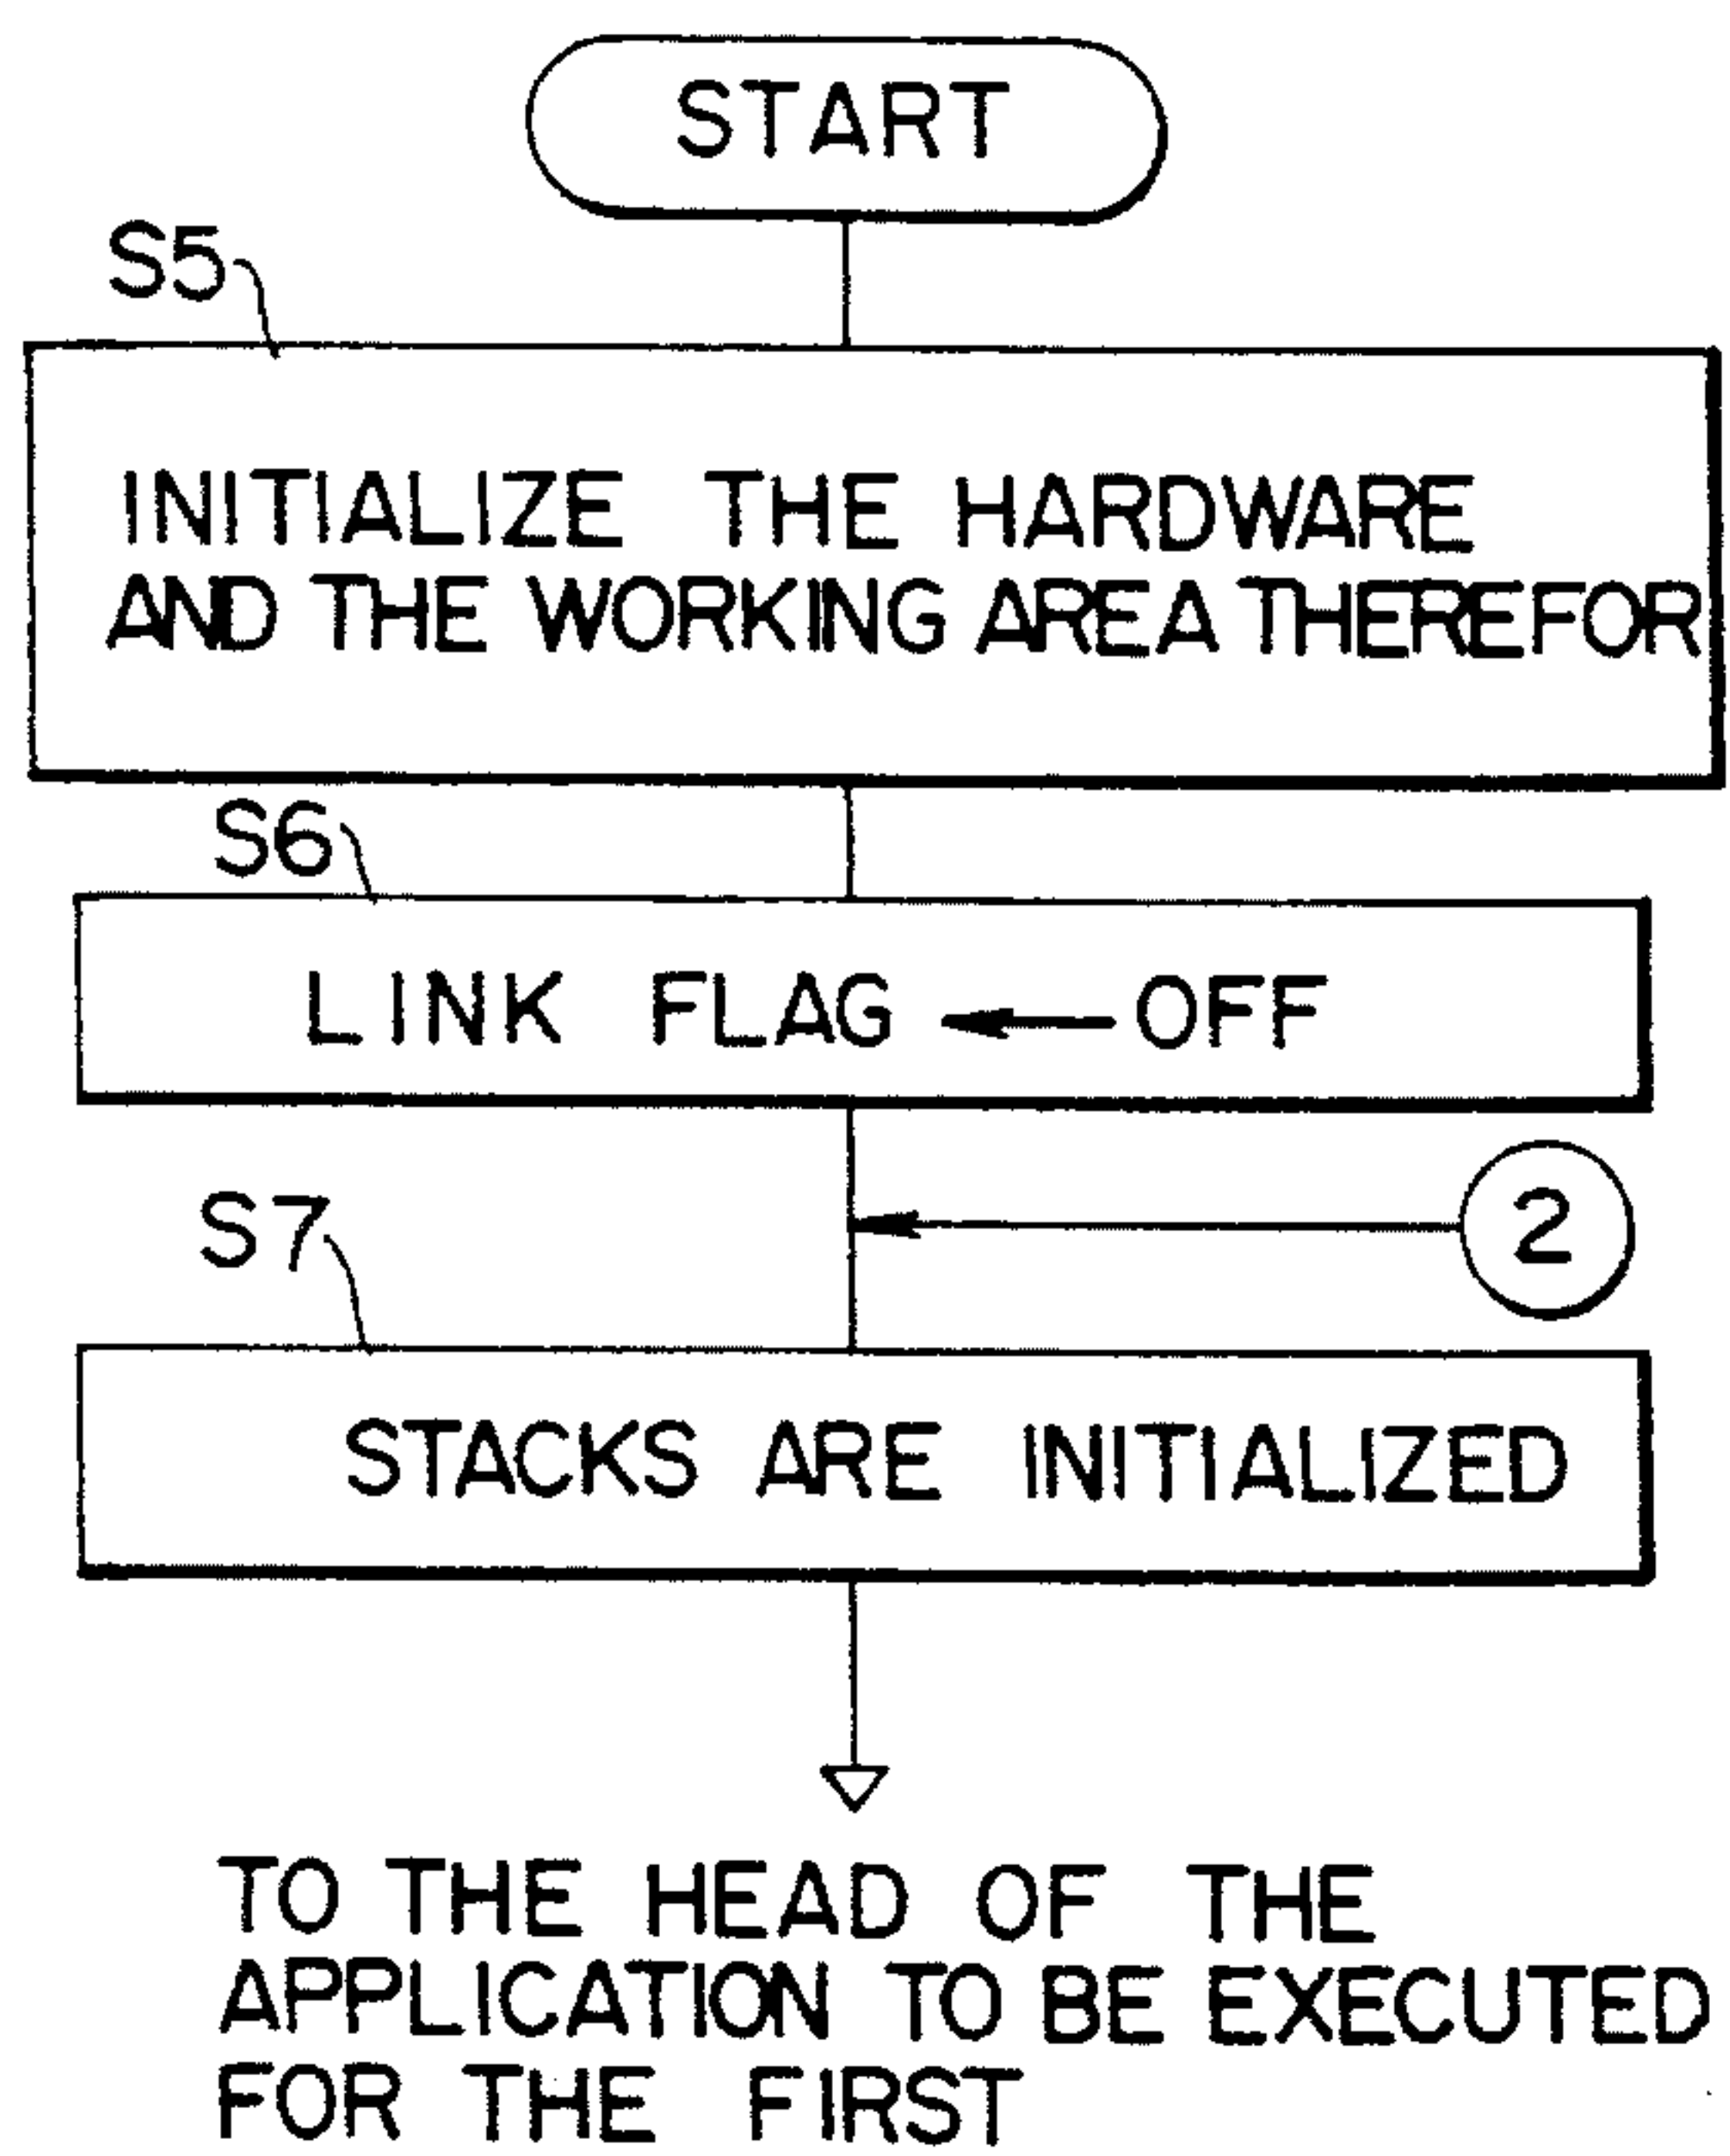 START
S5
INITIALIZE THE HARDWARE
AND THE WORKING AREA THEREFOR
S6
LINK FLAG ← OFF
2
S7
STACKS ARE INITIALIZED
TO THE HEAD OF THE
APPLICATION TO BE EXECUTED
FOR THE FIRST